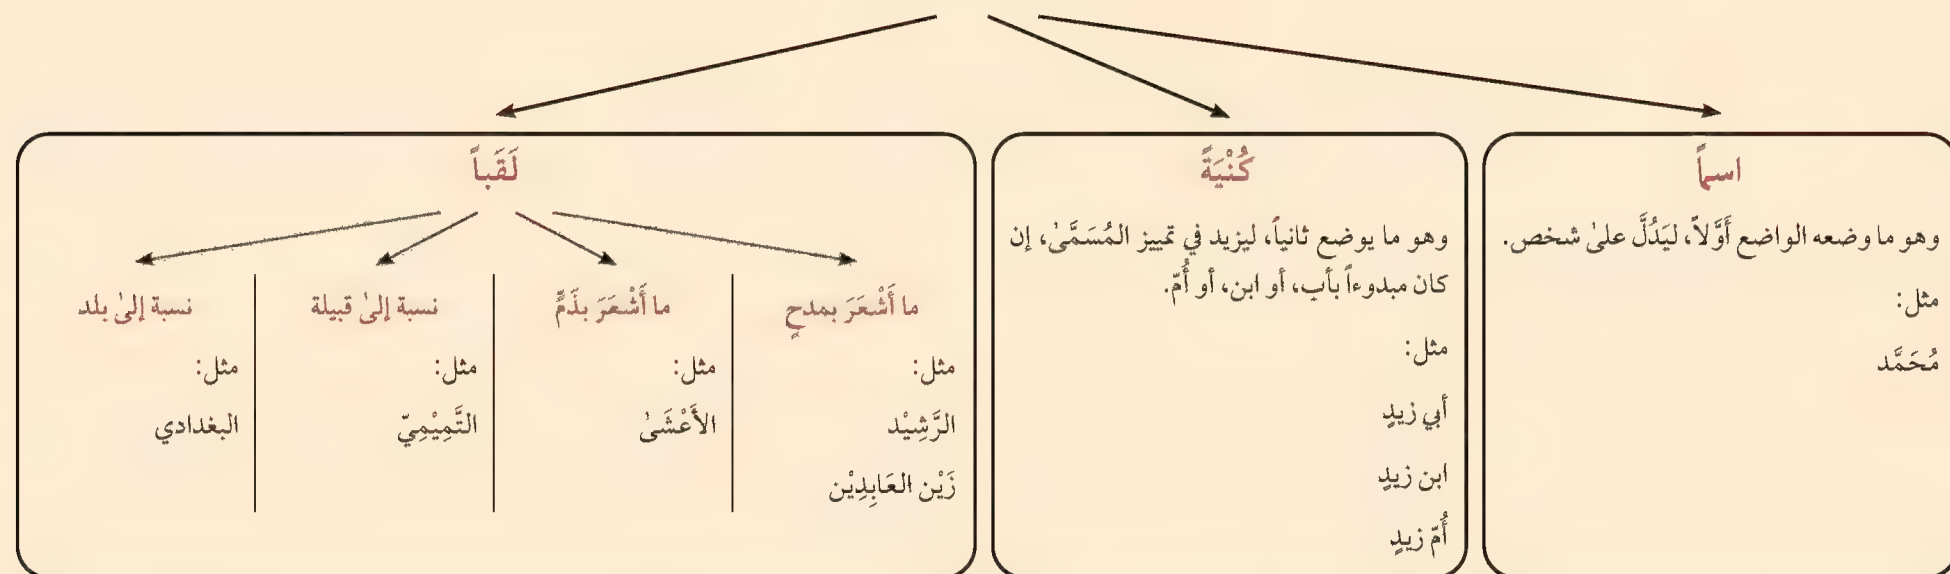 اسماً
وهو ما وضعه الواضع أَوَّلاً، ليَدُلَّ علىٰ شخص.
مثل:
مُحَمَّد
كُنْيَةً
وهو ما يوضع ثانياً، ليزيد في تمييز المُسَمَّىٰ، إن
كان مبدوءاً بأب، أو ابن، أو أُمّ.
مثل:
أبي زيدٍ
ابن زيدٍ
أُمّ زيدٍ
لَقَباً
ما أَشْعَرَ بمدحٍ
مثل:
الرَّشِيْد
زَيْن العَابِدِيْن
ما أَشْعَرَ بذَمٍّ
مثل:
الأَعْشَىٰ
نسبة إلىٰ قبيلة
مثل:
التَّمِيْمِيّ
نسبة إلىٰ بلد
مثل:
البغدادي